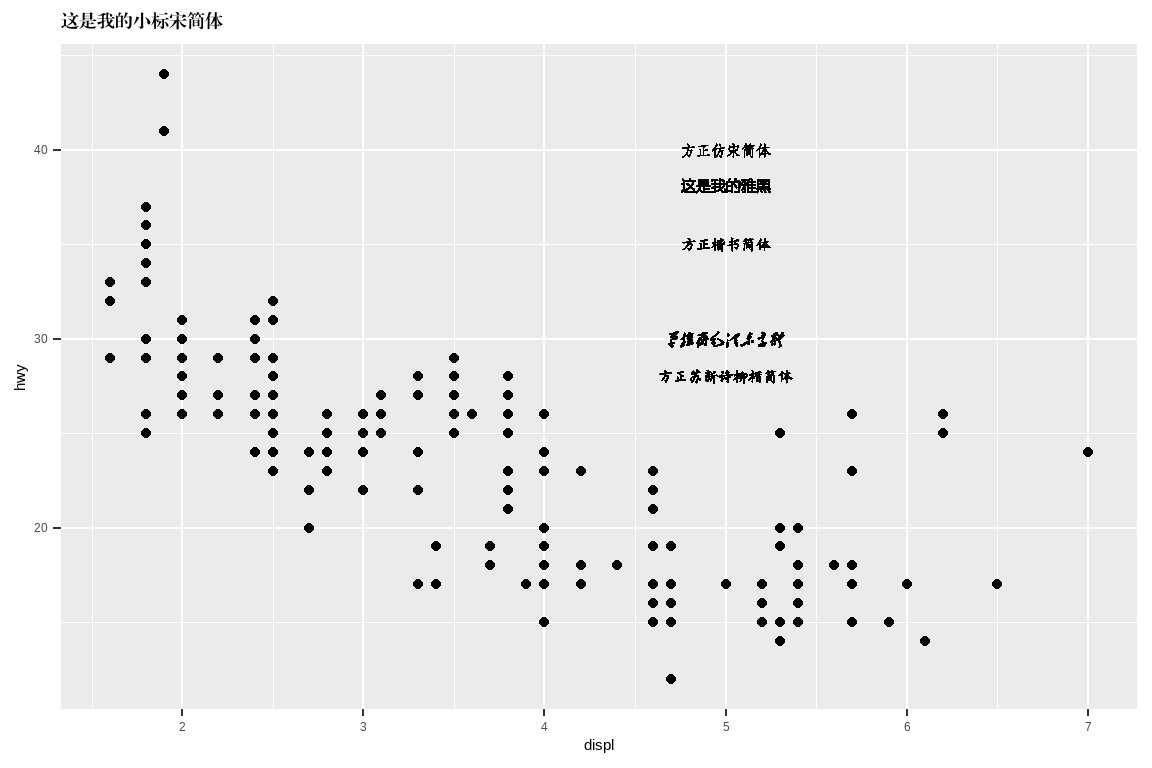 这是我的小标宋简体
40
方正仿宋简体
这是我的雅黑
方正楷书简体
30
方正苏新诗柳楷简体
hwy
20
2 3 4 5 6 7
displ